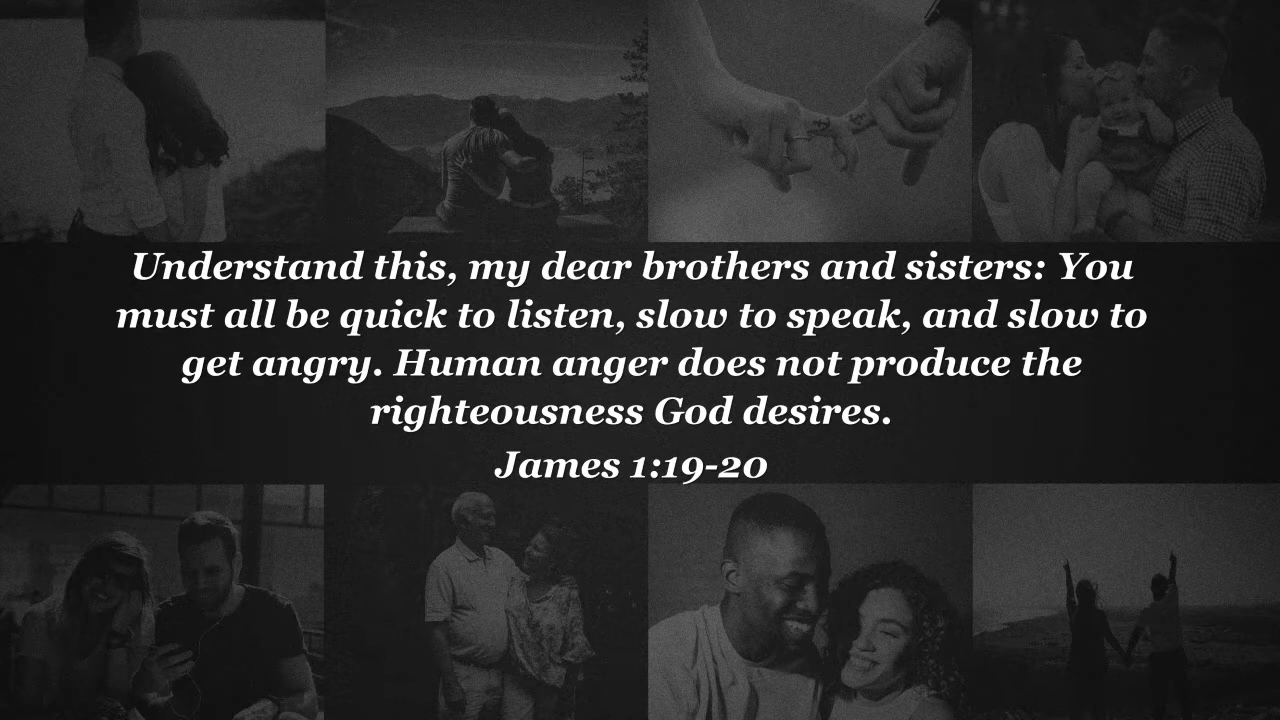 Understand this, my dear brothers and sisters: You
must all be quick to listen, slow to speak, and slow to
get angry. Human anger does not produce the
righteousness God desires.
James 1:19-20